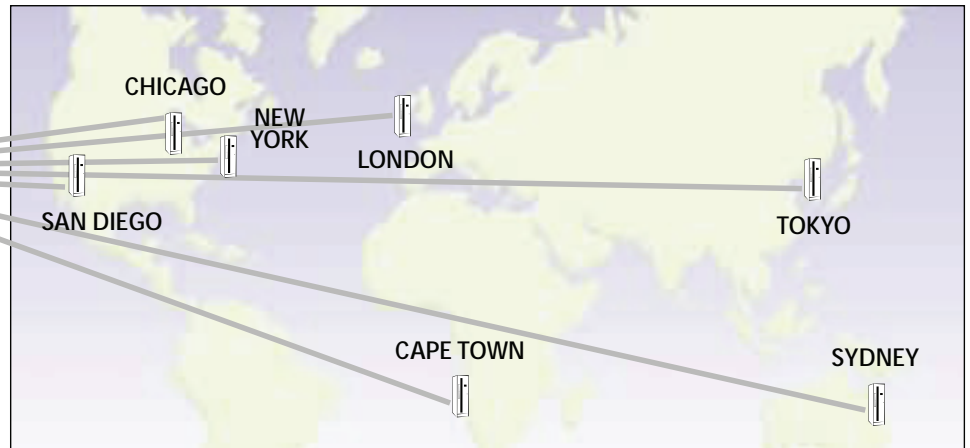 CHICAGO
NEW
YORK
LONDON
SAN DIEGO
TOKYO
CAPE TOWN
SYDNEY